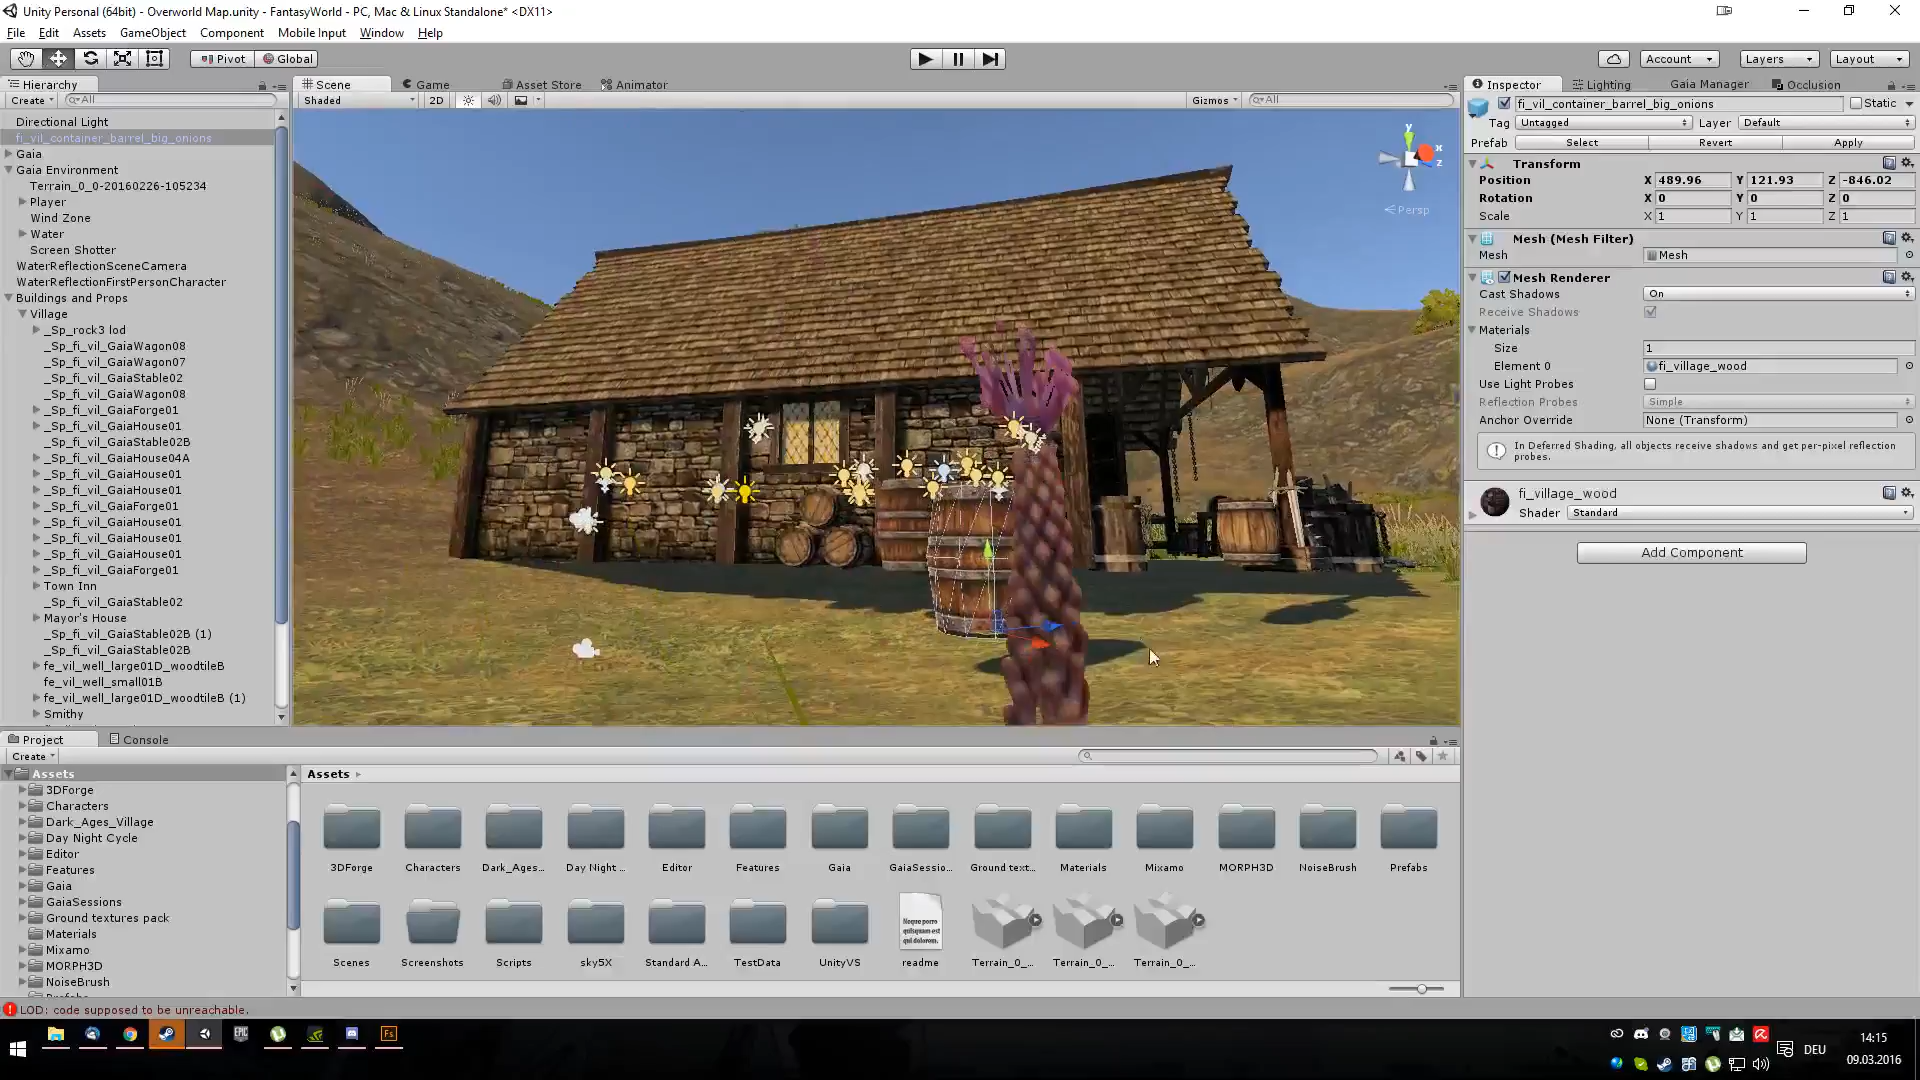 Unity Personal (64bit) - Overworld Map.unity - FantasyWorld - PC, Mac & Linux Standalone* <DX11>
File Edit Assets GameObject Component Mobile Input Window Help
Pivot Global Account Layers Layout
Hierarchy
Create All
Directional Light
fi_vil_container_barrel_big_onions
Gaia
Gaia Environment
Terrain_0_0-20160226-105234
Player
Wind Zone
Water
Screen Shotter
WaterReflectionSceneCamera
WaterReflectionFirstPersonCharacter
Buildings and Props
Village
_Sp_rock3 lod
_Sp_fi_vil_GaiaWagon08
_Sp_fi_vil_GaiaWagon07
_Sp_fi_vil_GaiaStable02
_Sp_fi_vil_GaiaWagon08
_Sp_fi_vil_GaiaForge01
_Sp_fi_vil_GaiaHouse01
_Sp_fi_vil_GaiaStable02B
_Sp_fi_vil_GaiaHouse04A
_Sp_fi_vil_GaiaHouse01
_Sp_fi_vil_GaiaHouse01
_Sp_fi_vil_GaiaForge01
_Sp_fi_vil_GaiaHouse01
_Sp_fi_vil_GaiaHouse01
_Sp_fi_vil_GaiaHouse01
_Sp_fi_vil_GaiaForge01
Town Inn
_Sp_fi_vil_GaiaStable02
Mayor's House
_Sp_fi_vil_GaiaStable02B (1)
_Sp_fi_vil_GaiaStable02B
fe_vil_well_large01D_woodtileB
fe_vil_well_small01B
fe_vil_well_large01D_woodtileB (1)
Smithy
Scene Game Asset Store Animator
Shaded 2D Gizmos All
y
x
z
Persp
Inspector Lighting Gaia Manager Occlusion
fi_vil_container_barrel_big_onions Static
Tag Untagged Layer Default
Prefab Select Revert Apply
Transform
Position X 489.96 Y 121.93 Z -846.02
Rotation X 0 Y 0 Z 0
Scale X 1 Y 1 Z 1
Mesh (Mesh Filter)
Mesh Mesh
Mesh Renderer
Cast Shadows On
Receive Shadows
Materials
Size 1
Element 0 fi_village_wood
Use Light Probes
Reflection Probes Simple
Anchor Override None (Transform)
In Deferred Shading, all objects receive shadows and get per-pixel reflection
probes.
fi_village_wood
Shader Standard
Add Component
Project Console
Create
Assets
3DForge
Characters
Dark_Ages_Village
Day Night Cycle
Editor
Features
Gaia
GaiaSessions
Ground textures pack
Materials
Mixamo
MORPH3D
NoiseBrush
Prefabs
Assets
3DForge Characters Dark_Ages... Day Night ... Editor Features Gaia GaiaSessio... Ground text... Materials Mixamo MORPH3D NoiseBrush Prefabs
Neque porro
quisquam est
qui dolorem.
Scenes Screenshots Scripts sky5X Standard A... TestData UnityVS readme Terrain_0_... Terrain_0_... Terrain_0_...
LOD: code supposed to be unreachable.
EPIC
Fs
DEU
14:15
09.03.2016